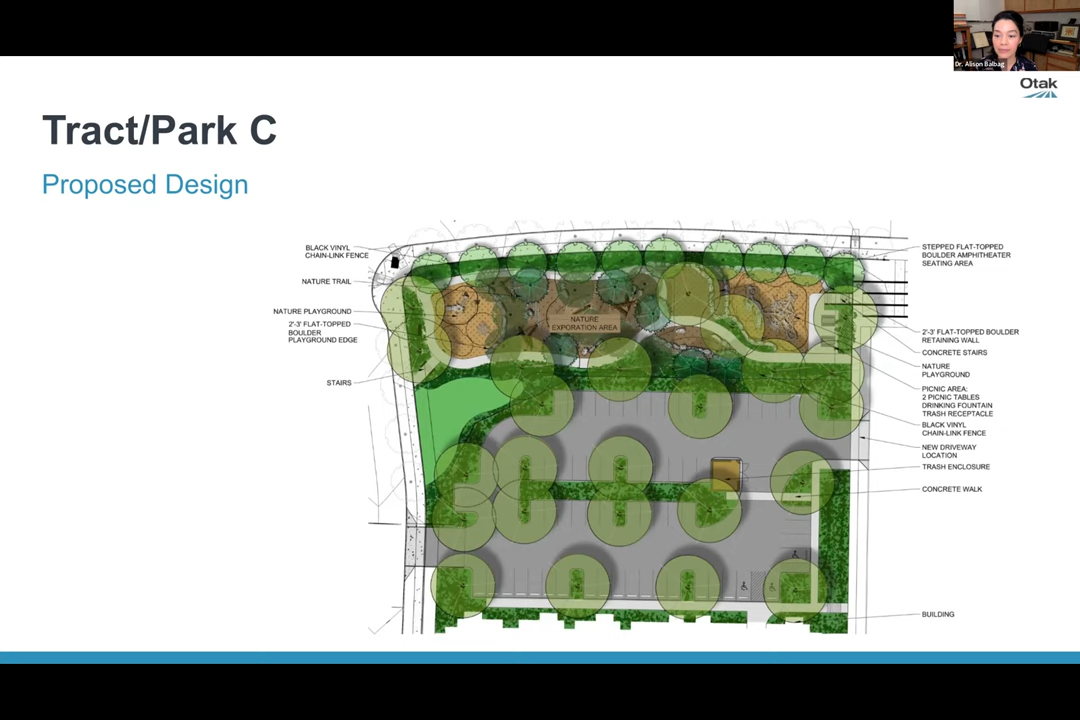 Dr. Alison Balbag
Otak
Tract/Park C
Proposed Design
BLACK VINYL
CHAIN-LINK FENCE
NATURE TRAIL
NATURE PLAYGROUND
2'-3' FLAT-TOPPED
BOULDER
PLAYGROUND EDGE
STAIRS
NATURE
EXPORATION AREA
STEPPED FLAT-TOPPED
BOULDER AMPHITHEATER
SEATING AREA
2'-3' FLAT-TOPPED BOULDER
RETAINING WALL
CONCRETE STAIRS
NATURE
PLAYGROUND
PICNIC AREA:
2 PICNIC TABLES
DRINKING FOUNTAIN
TRASH RECEPTACLE
BLACK VINYL
CHAIN-LINK FENCE
NEW DRIVEWAY
LOCATION
TRASH ENCLOSURE
CONCRETE WALK
BUILDING